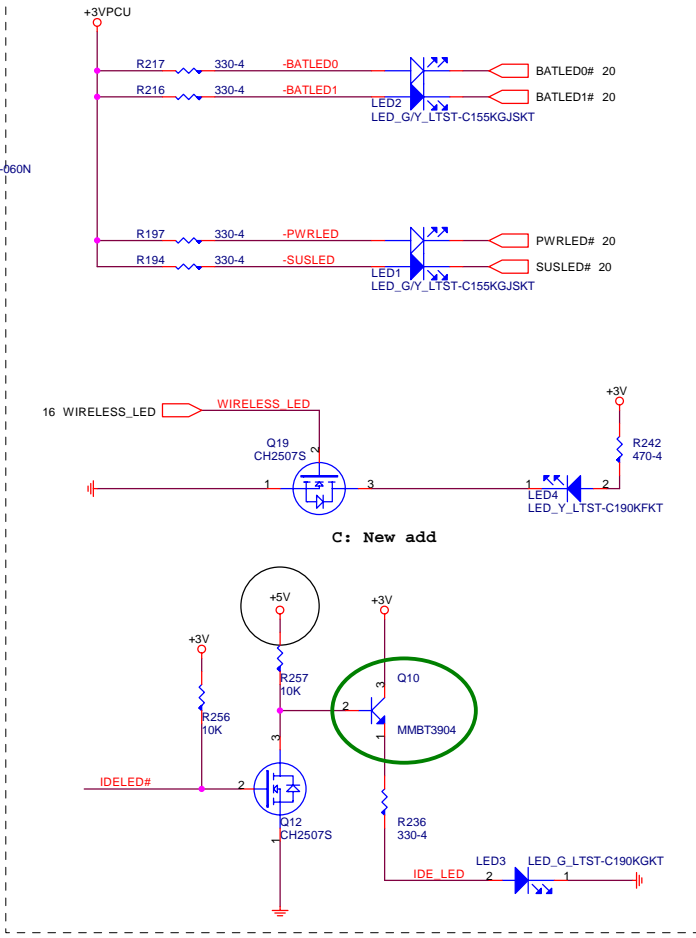 +3VPCU
R217 330-4 -BATLED0 BATLED0# 20
R216 330-4 -BATLED1 BATLED1# 20
LED2
LED_G/Y_LTST-C155KGJSKT
-060N
R197 330-4 -PWRLED PWRLED# 20
R194 330-4 -SUSLED SUSLED# 20
LED1
LED_G/Y_LTST-C155KGJSKT
+3V
16 WIRELESS_LED WIRELESS_LED
Q19
CH2507S
2
R242
470-4
1 3 1 2
LED4
LED_Y_LTST-C190KFKT
C: New add
+5V
+3V
+3V
R257
10K
3
Q10
2
MMBT3904
1
R256
10K
3
IDELED# 2
Q12
CH2507S
1
R236
330-4
LED3 LED_G_LTST-C190KGKT
IDE_LED 2 1